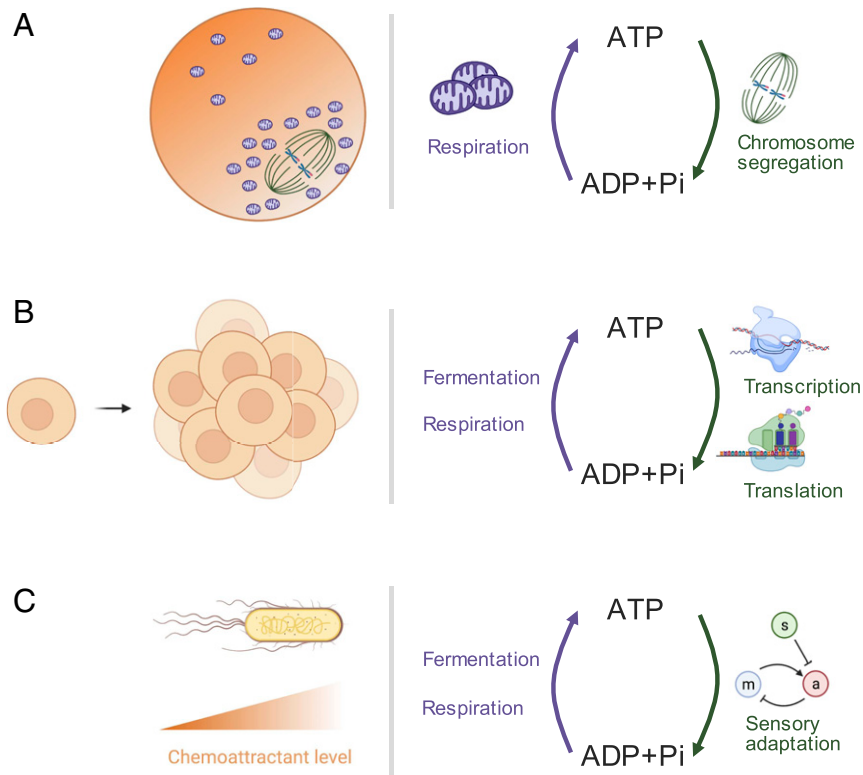 A
ATP
Respiration
Chromosome
segregation
ADP+Pi
B
ATP
Fermentation
Transcription
Respiration
ADP+Pi
Translation
C
ATP
s
Fermentation
m
a
Respiration
Sensory
adaptation
Chemoattractant level
ADP+Pi